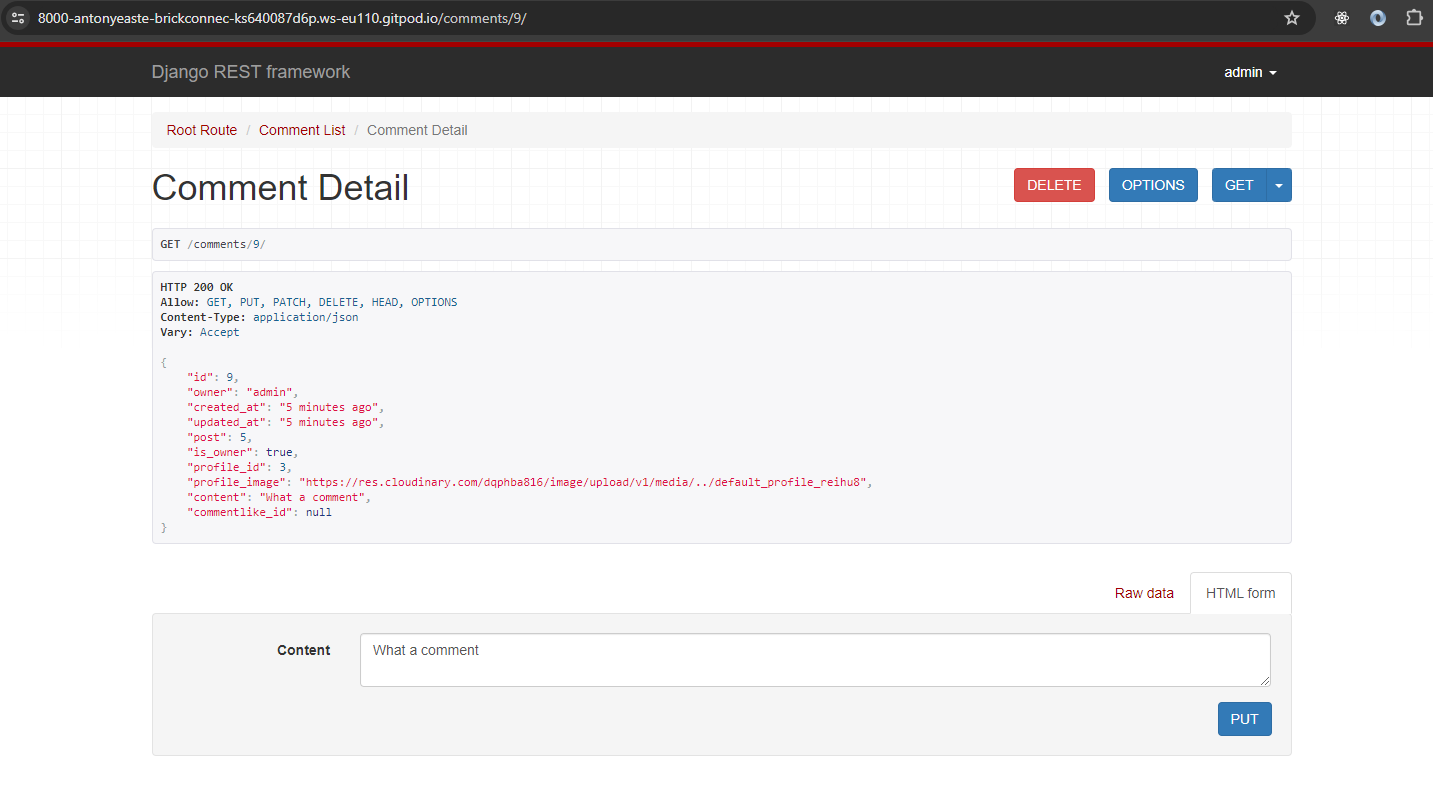 8000-antonyeaste-brickconnec-ks640087d6p.ws-eu110.gitpod.io/comments/9/
Django REST framework
admin
Root Route / Comment List / Comment Detail
Comment Detail
DELETE
OPTIONS
GET
GET /comments/9/
HTTP 200 OK
Allow: GET, PUT, PATCH, DELETE, HEAD, OPTIONS
Content-Type: application/json
Vary: Accept
{
    "id": 9,
    "owner": "admin",
    "created_at": "5 minutes ago",
    "updated_at": "5 minutes ago",
    "post": 5,
    "is_owner": true,
    "profile_id": 3,
    "profile_image": "https://res.cloudinary.com/dqphba816/image/upload/v1/media/../default_profile_reihu8",
    "content": "What a comment",
    "commentlike_id": null
}
Raw data
HTML form
Content
What a comment
PUT